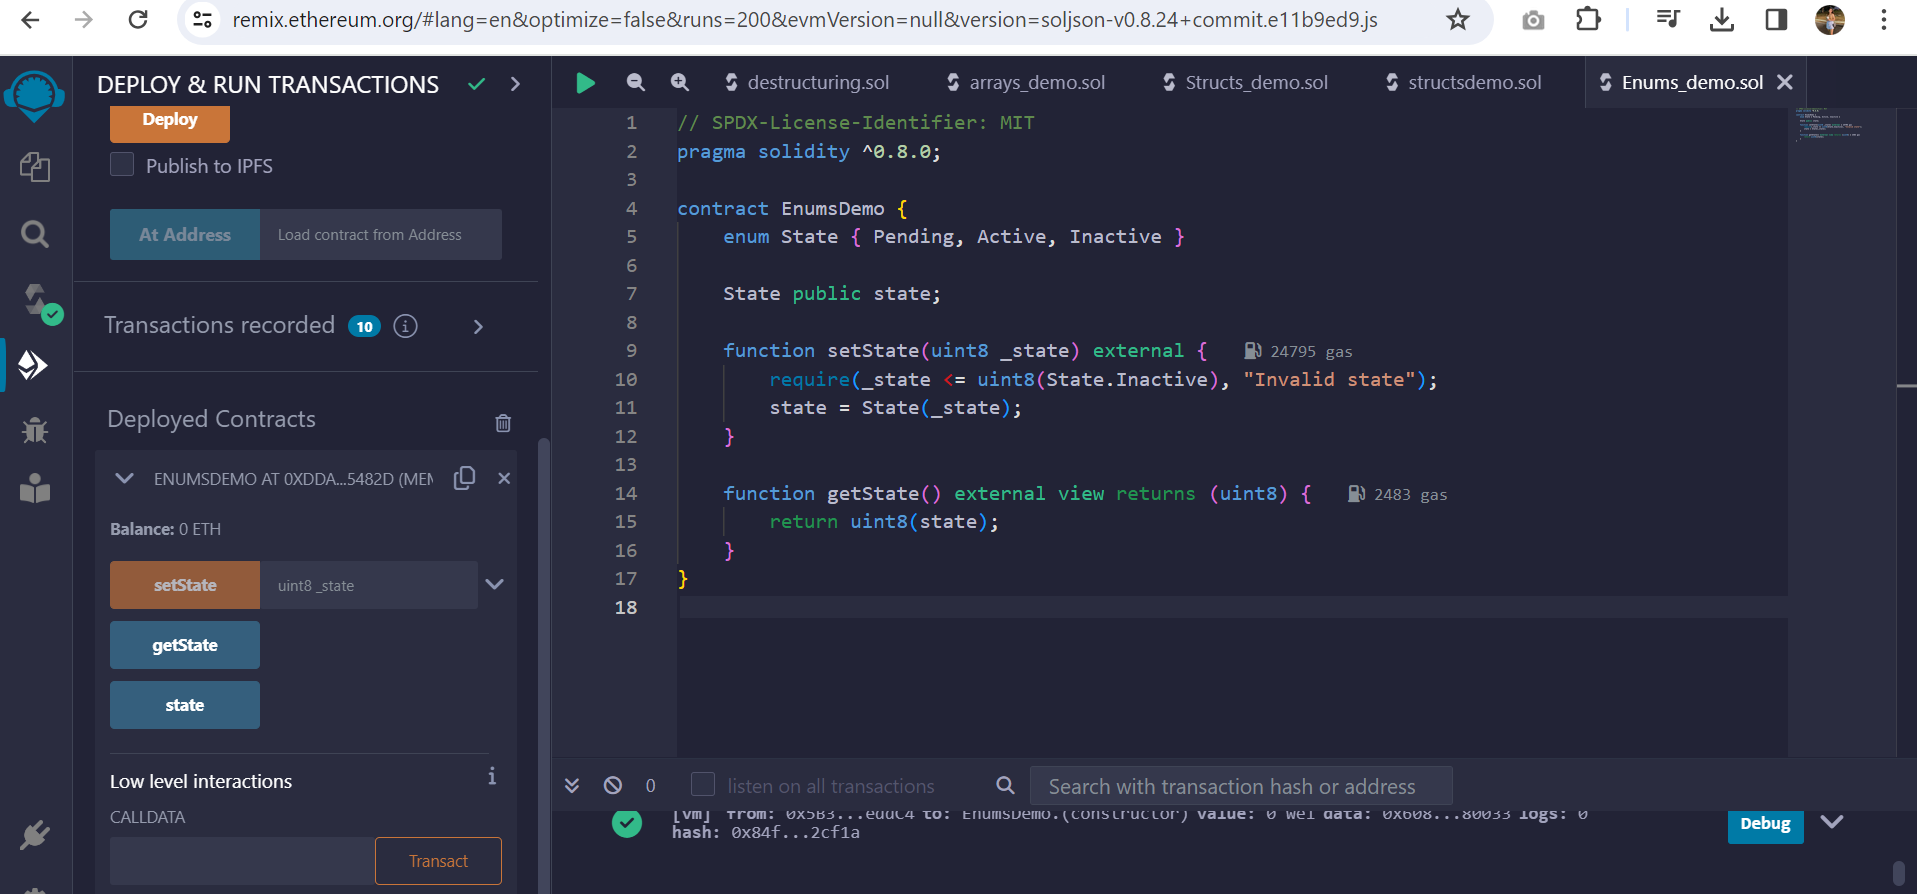 remix.ethereum.org/#lang=en&optimize=false&runs=200&evmVersion=null&version=soljson-v0.8.24+commit.e11b9ed9.js
DEPLOY & RUN TRANSACTIONS
Deploy
Publish to IPFS
At Address Load contract from Address
Transactions recorded 10 i
Deployed Contracts
ENUMSDEMO AT 0XDDA...5482D (MEM
Balance: 0 ETH
setState uint8 _state
getState
state
Low level interactions i
CALLDATA
Transact
destructuring.sol arrays_demo.sol Structs_demo.sol structsdemo.sol Enums_demo.sol
1 // SPDX-License-Identifier: MIT
2 pragma solidity ^0.8.0;
3
4 contract EnumsDemo {
5 enum State { Pending, Active, Inactive }
6
7 State public state;
8
9 function setState(uint8 _state) external { 24795 gas
10 require(_state <= uint8(State.Inactive), "Invalid state");
11 state = State(_state);
12 }
13
14 function getState() external view returns (uint8) { 2483 gas
15 return uint8(state);
16 }
17 }
18
0 listen on all transactions Search with transaction hash or address
[vm] from: 0x5B3...eddC4 to: EnumsDemo.(constructor) value: 0 wei data: 0x608...80033 logs: 0
hash: 0x84f...2cf1a
Debug